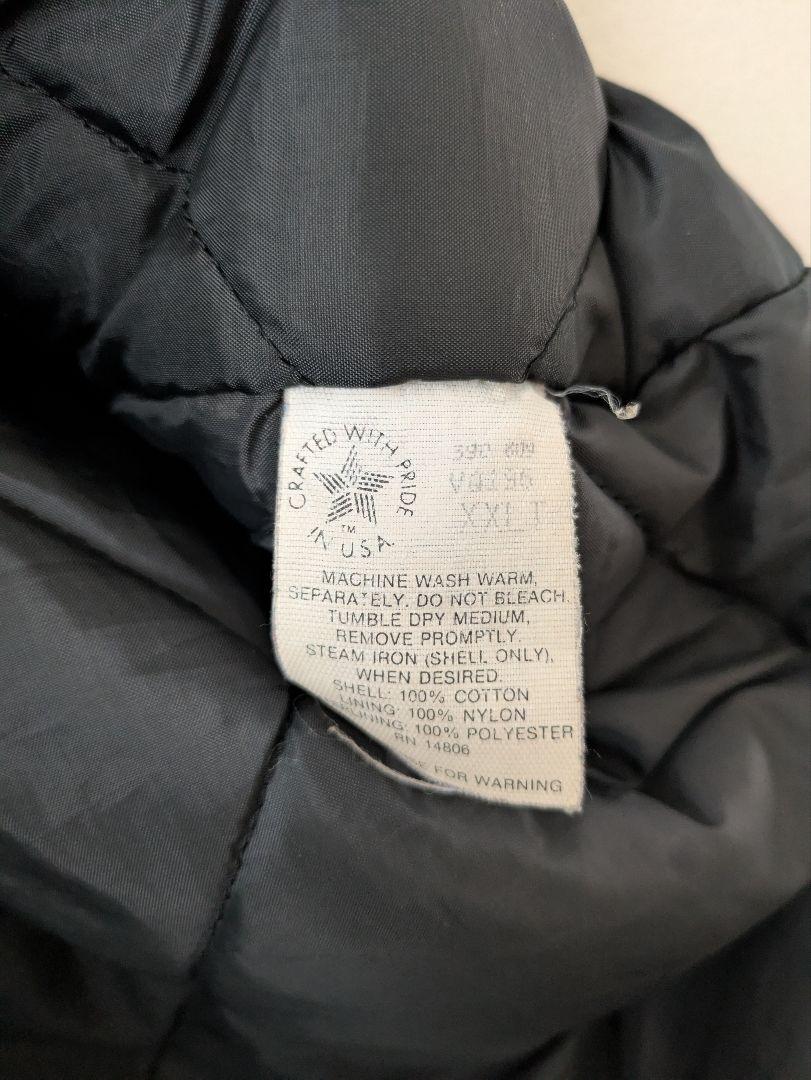 CRAFTED WITH PRIDE
IN U.S.A.
TM
MACHINE WASH WARM,
SEPARATELY. DO NOT BLEACH.
TUMBLE DRY MEDIUM,
REMOVE PROMPTLY.
STEAM IRON (SHELL ONLY),
WHEN DESIRED.
SHELL: 100% COTTON
LINING: 100% NYLON
100% POLYESTER
RN 14806
FOR WARNING